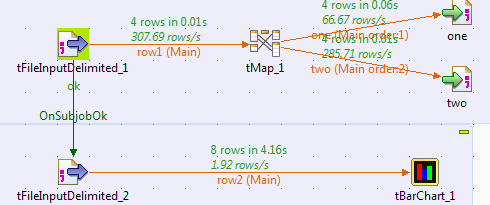 4 rows in 0.01s
307.69 rows/s
row1 (Main)
tFileInputDelimited_1
ok
tMap_1
4 rows in 0.06s
66.67 rows/s
one (Main order:1)
4 rows in 0.01s
285.71 rows/s
two (Main order:2)
one
two
OnSubjobOk
8 rows in 4.16s
1.92 rows/s
row2 (Main)
tFileInputDelimited_2
tBarChart_1